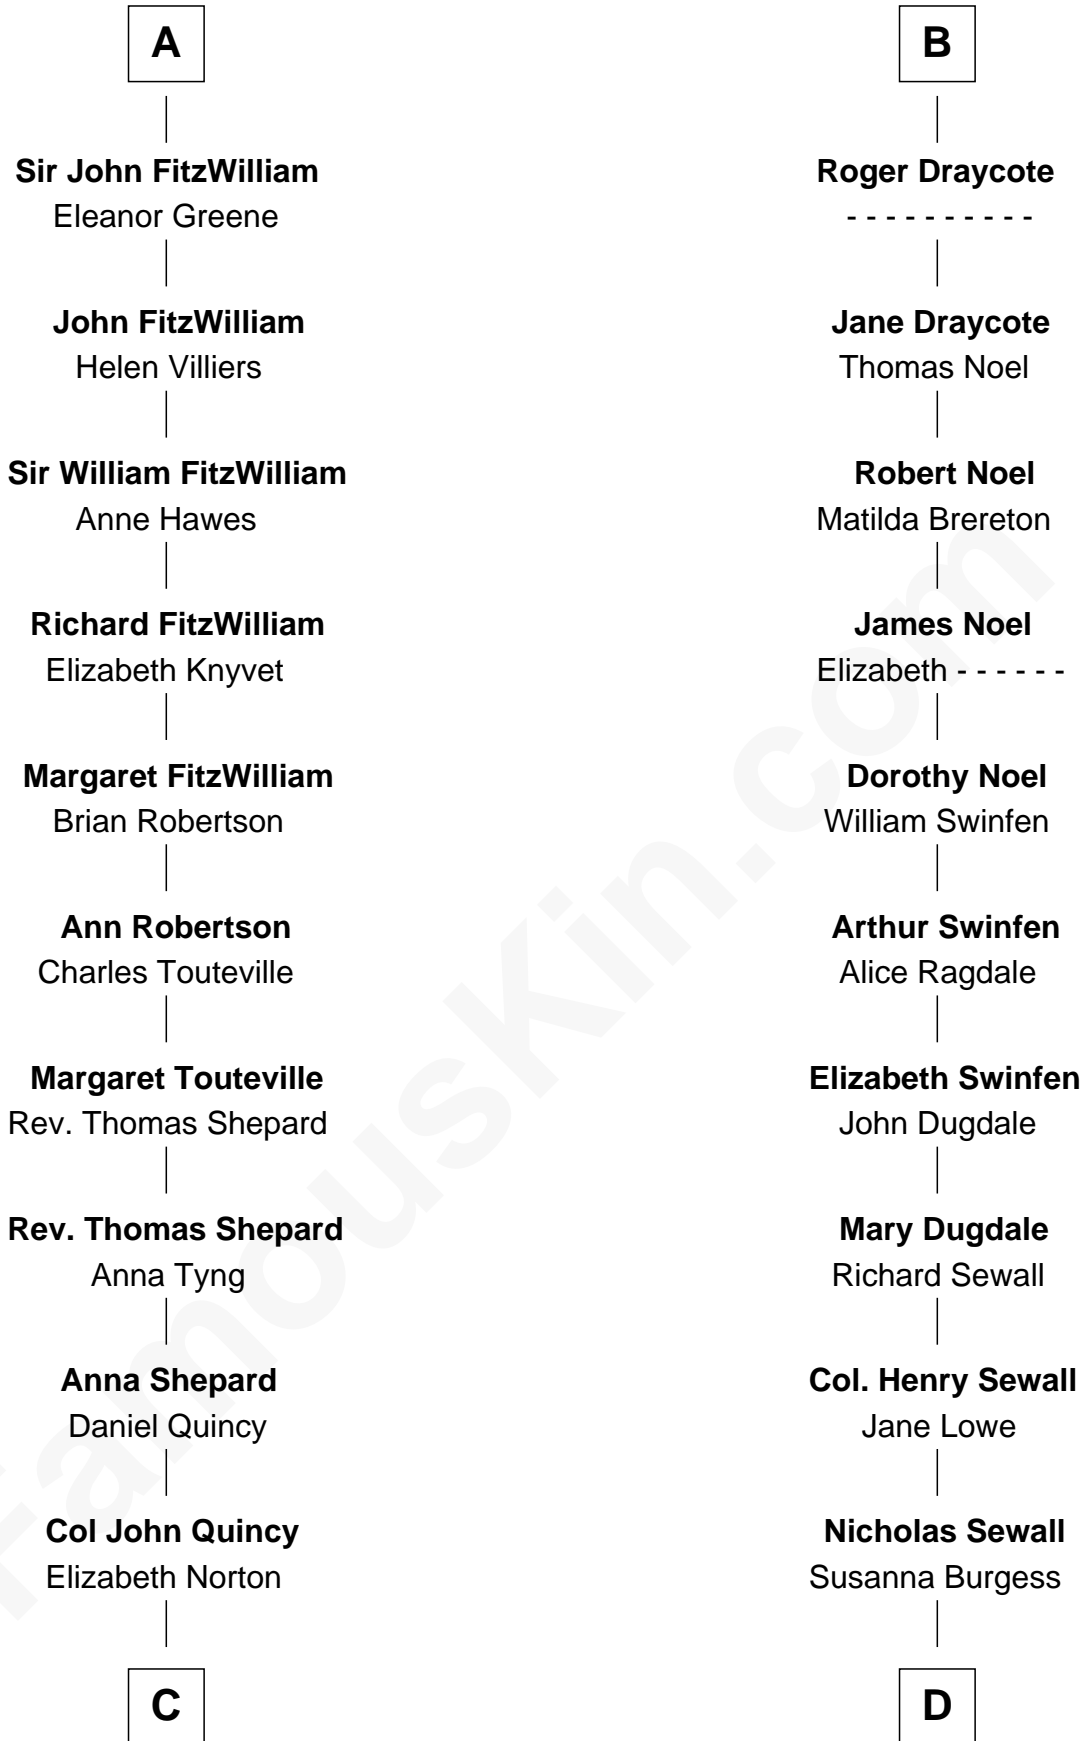 A
Sir John FitzWilliam
Eleanor Greene
John FitzWilliam
Helen Villiers
Sir William FitzWilliam
Anne Hawes
Richard FitzWilliam
Elizabeth Knyvet
Margaret FitzWilliam
Brian Robertson
Ann Robertson
Charles Touteville
Margaret Touteville
Rev. Thomas Shepard
Rev. Thomas Shepard
Anna Tyng
Anna Shepard
Daniel Quincy
Col John Quincy
Elizabeth Norton
C
B
Roger Draycote
- - - - - - - - - -
Jane Draycote
Thomas Noel
Robert Noel
Matilda Brereton
James Noel
Elizabeth - - - - - -
Dorothy Noel
William Swinfen
Arthur Swinfen
Alice Ragdale
Elizabeth Swinfen
John Dugdale
Mary Dugdale
Richard Sewall
Col. Henry Sewall
Jane Lowe
Nicholas Sewall
Susanna Burgess
D
FamousKin.com